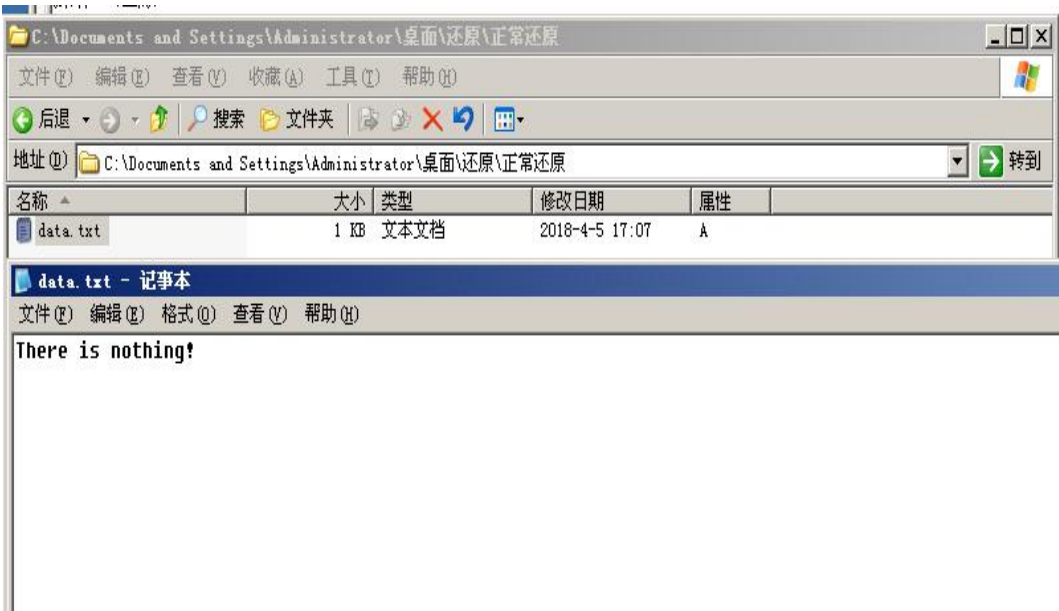 C:\Documents and Settings\Administrator\桌面\还原\正常还原
文件(F) 编辑(E) 查看(V) 收藏(A) 工具(T) 帮助(H)
后退 搜索 文件夹
地址(D) C:\Documents and Settings\Administrator\桌面\还原\正常还原 转到
名称 大小 类型 修改日期 属性
data.txt 1 KB 文本文档 2018-4-5 17:07 A
data.txt - 记事本
文件(F) 编辑(E) 格式(O) 查看(V) 帮助(H)
There is nothing!